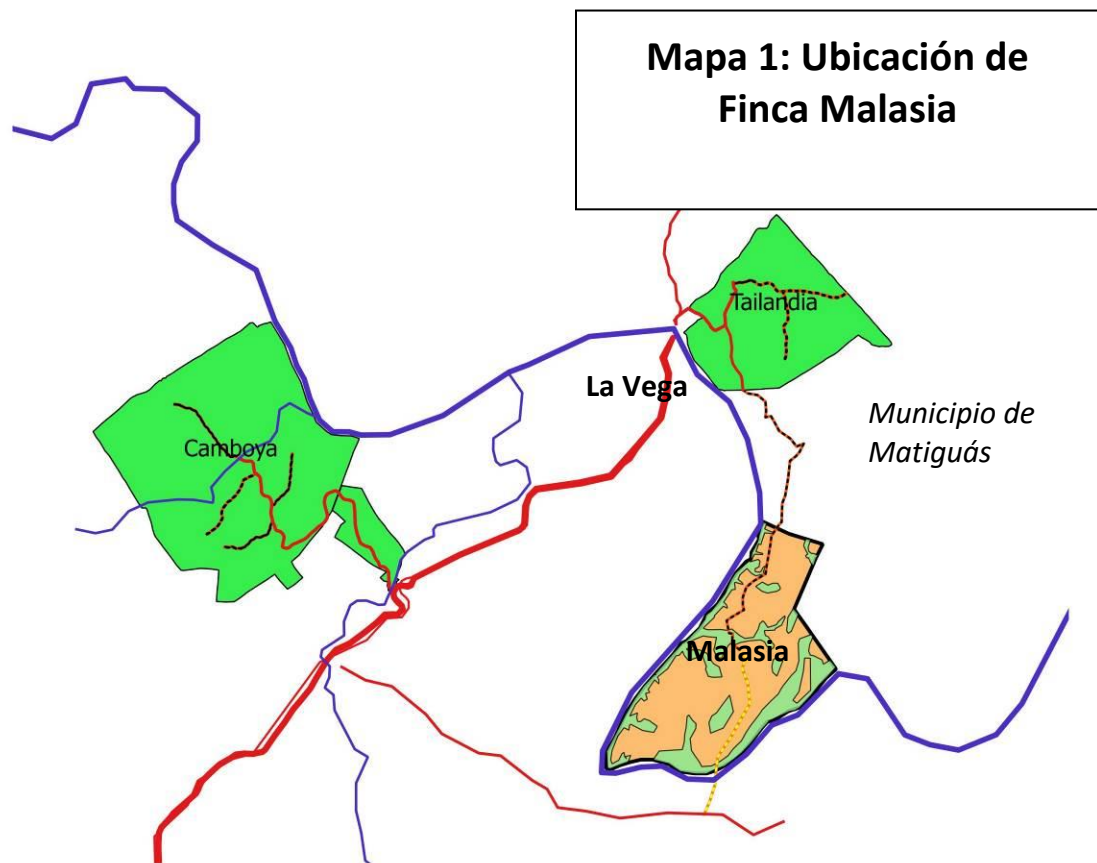 Mapa 1: Ubicación de
Finca Malasia
Tailandia
La Vega
Municipio de
Matiguás
Camboya
Malasia